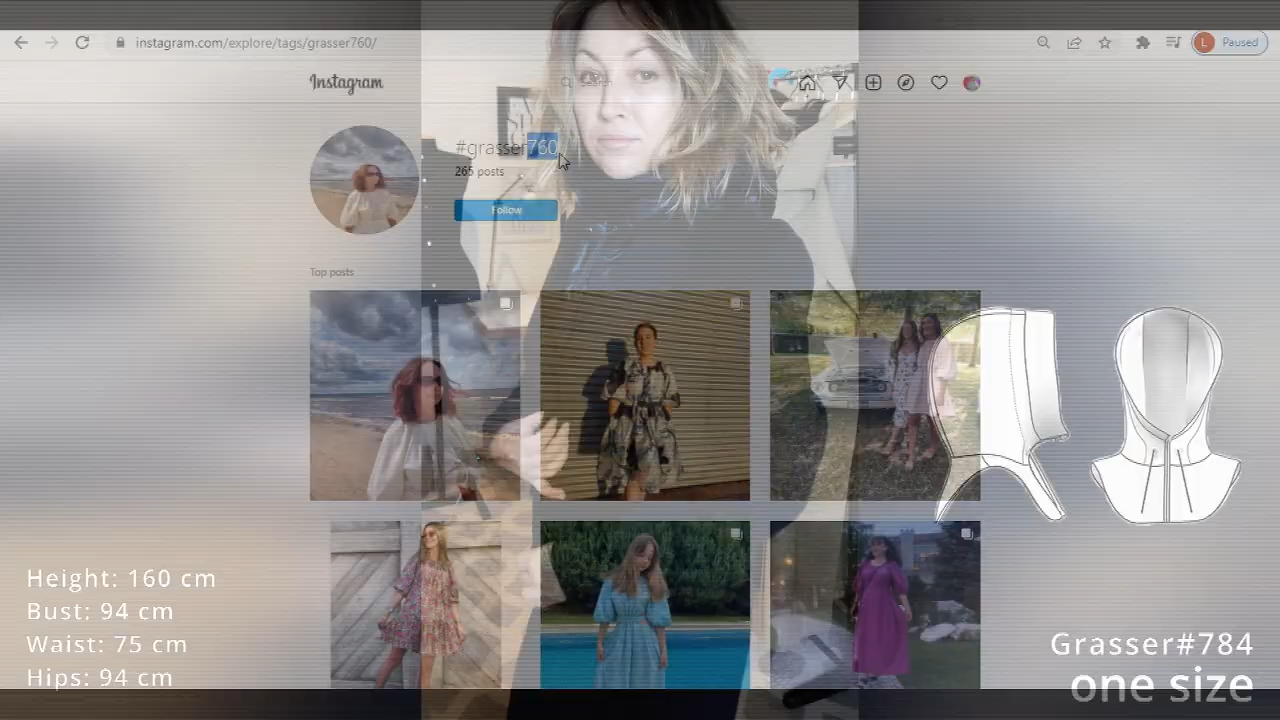 instagram.com/explore/tags/grasser760/
L
Paused
Instagram
Search
#grasser760
265 posts
Follow
Top posts
Height: 160 cm
Bust: 94 cm
Waist: 75 cm
Hips: 94 cm
Grasser#784
one size